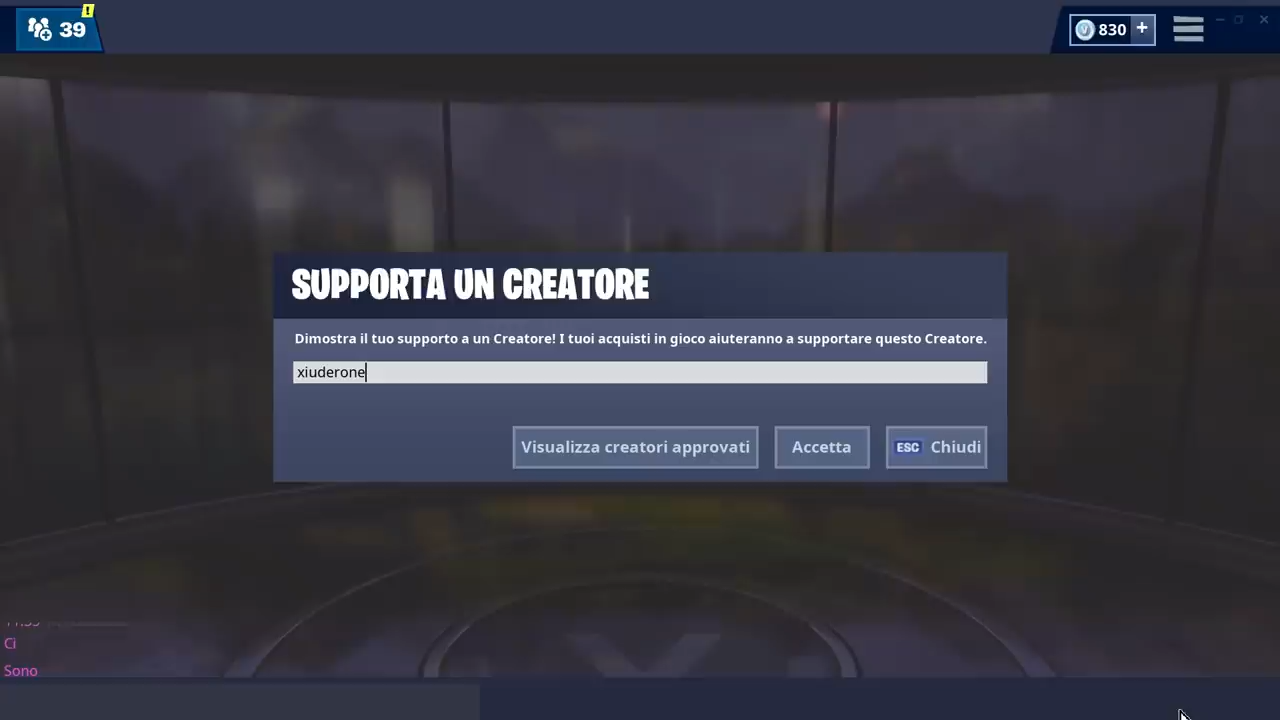 39
!
830 +
SUPPORTA UN CREATORE
Dimostra il tuo supporto a un Creatore! I tuoi acquisti in gioco aiuteranno a supportare questo Creatore.
xiuderone
Visualizza creatori approvati
Accetta
ESC Chiudi
Ci
Sono